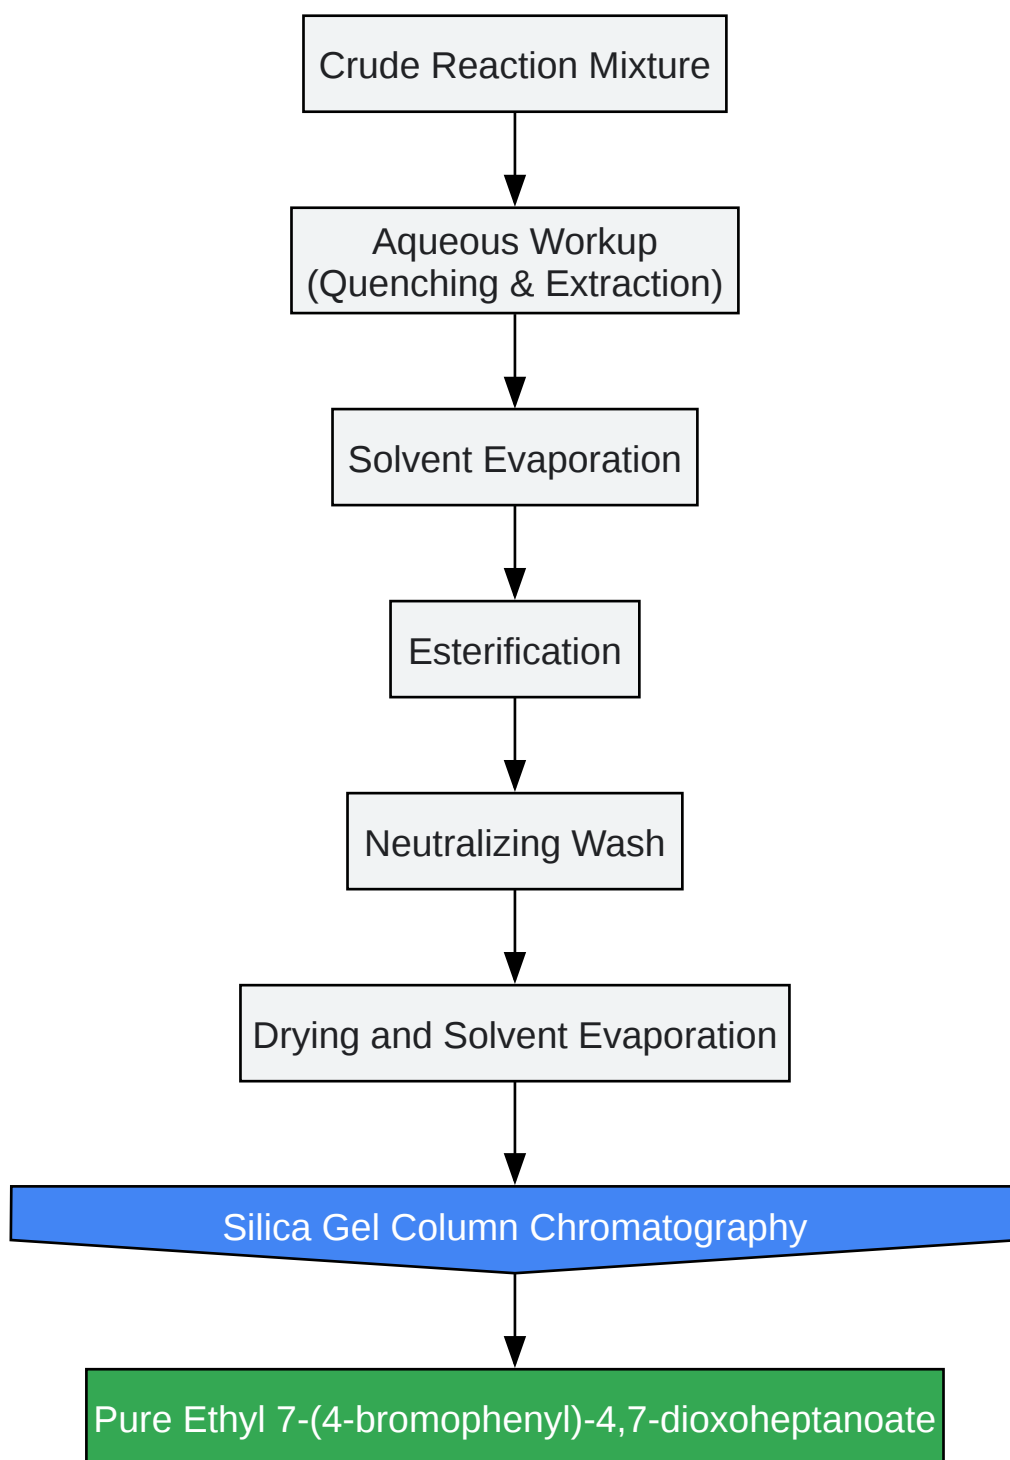 Crude Reaction Mixture
Aqueous Workup
(Quenching & Extraction)
Solvent Evaporation
Esterification
Neutralizing Wash
Drying and Solvent Evaporation
Silica Gel Column Chromatography
Pure Ethyl 7-(4-bromophenyl)-4,7-dioxoheptanoate